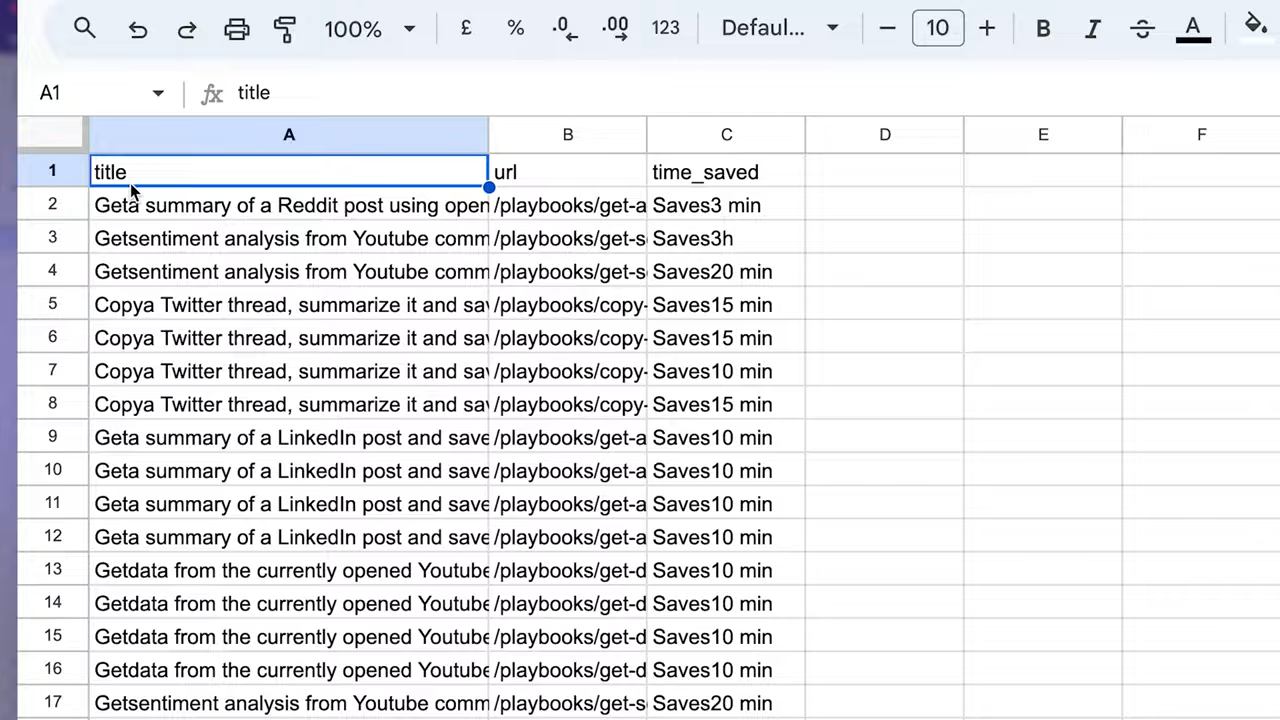 100% £ % .0 .00 123 Defaul... 10 B I S A
A1 fx title
A B C D E F
1 title url time_saved
2 Geta summary of a Reddit post using open /playbooks/get-a Saves3 min
3 Getsentiment analysis from Youtube comm /playbooks/get-s Saves3h
4 Getsentiment analysis from Youtube comm /playbooks/get-s Saves20 min
5 Copya Twitter thread, summarize it and sav /playbooks/copy- Saves15 min
6 Copya Twitter thread, summarize it and sav /playbooks/copy- Saves15 min
7 Copya Twitter thread, summarize it and sav /playbooks/copy- Saves10 min
8 Copya Twitter thread, summarize it and sav /playbooks/copy- Saves15 min
9 Geta summary of a LinkedIn post and save /playbooks/get-a Saves10 min
10 Geta summary of a LinkedIn post and save /playbooks/get-a Saves10 min
11 Geta summary of a LinkedIn post and save /playbooks/get-a Saves10 min
12 Geta summary of a LinkedIn post and save /playbooks/get-a Saves10 min
13 Getdata from the currently opened Youtube /playbooks/get-d Saves10 min
14 Getdata from the currently opened Youtube /playbooks/get-d Saves10 min
15 Getdata from the currently opened Youtube /playbooks/get-d Saves10 min
16 Getdata from the currently opened Youtube /playbooks/get-d Saves10 min
17 Getsentiment analysis from Youtube comm /playbooks/get-s Saves20 min